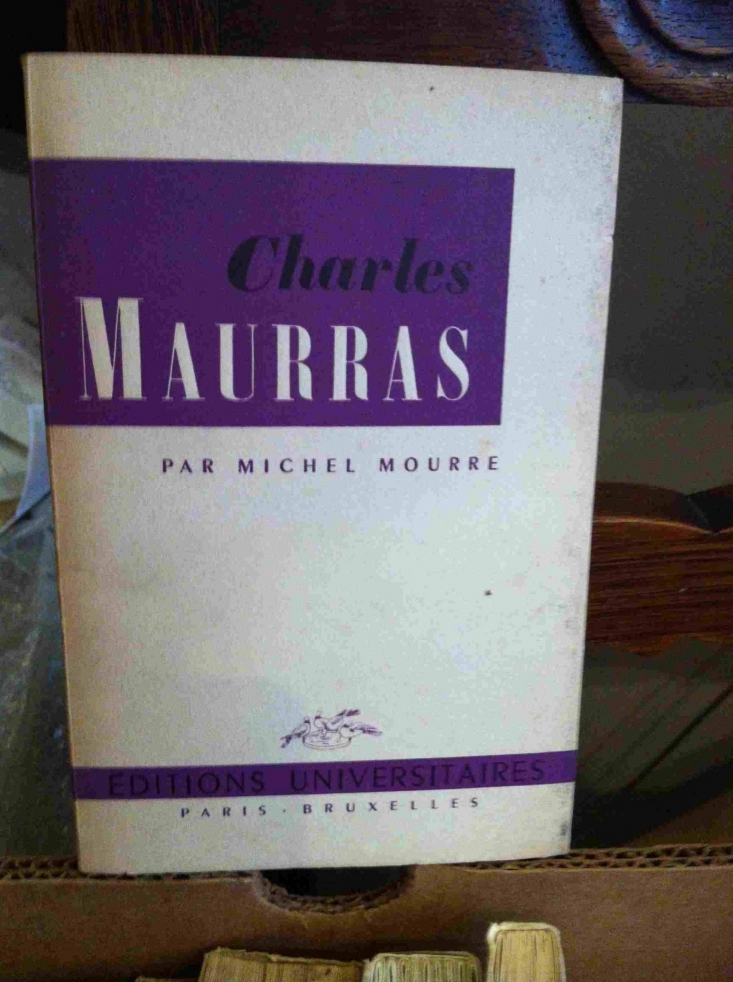 Charles
MAURRAS
PAR MICHEL MOURRE
EDITIONS UNIVERSITAIRES
PARIS - BRUXELLES